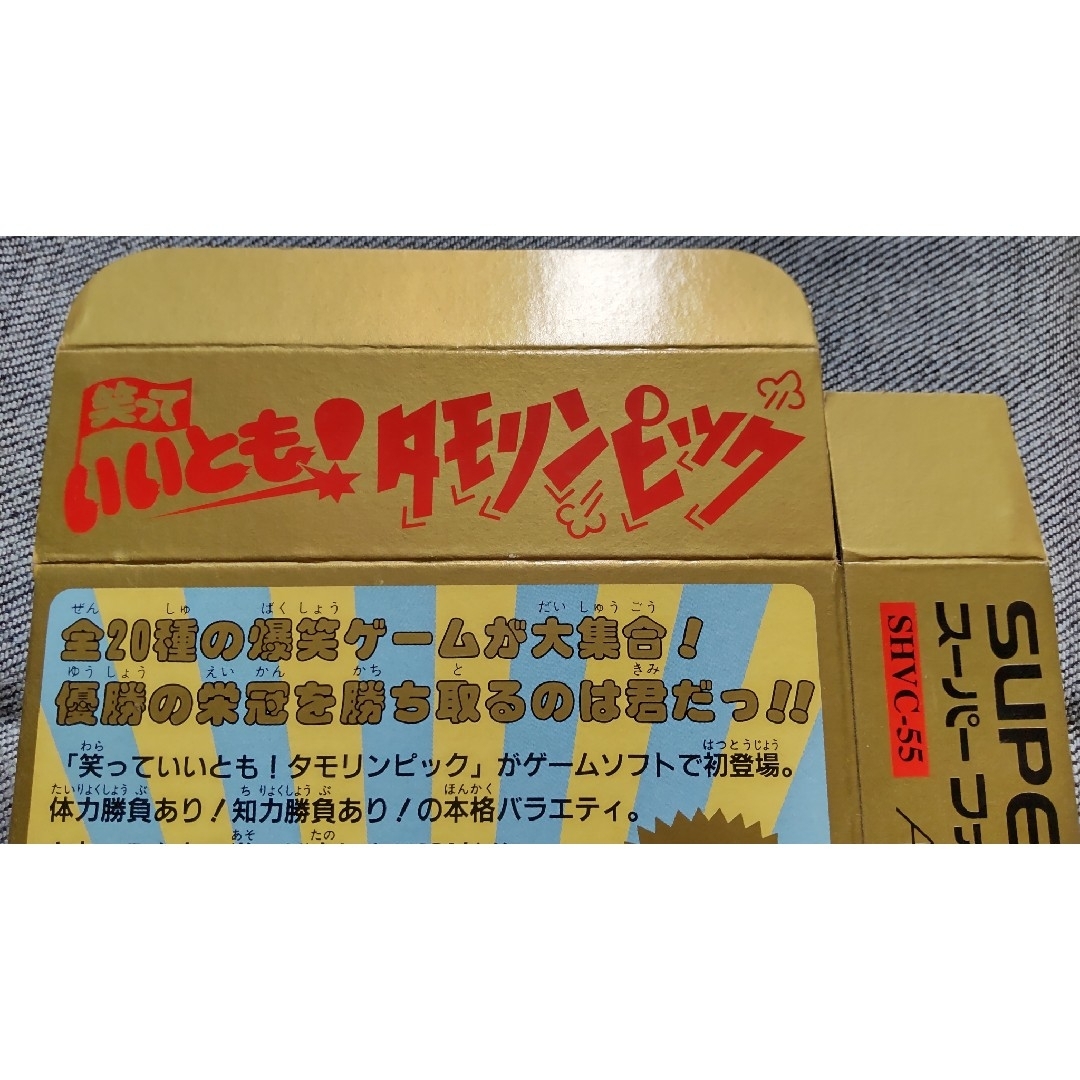 笑って
いいとも!タモリンピック
ぜん しゅ ばくしょう だいしゅうごう
全20種の爆笑ゲームが大集合!
ゆうしょう えいかん かち と きみ
優勝の栄冠を勝ち取るのは君だっ!!
わら はつとうじょう
「笑っていいとも!タモリンピック」がゲームソフトで初登場。
たいりょくしょうぶ ちりょくしょうぶ ほんかく
体力勝負あり!知力勝負あり!の本格バラエティ。
あそ たの
SUPE
スーパーファ
SHVC-55